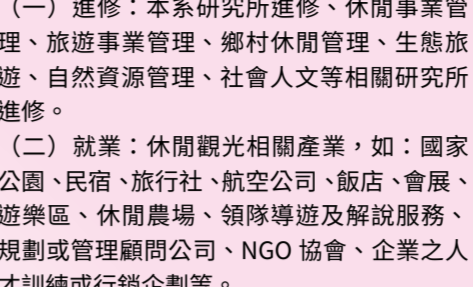 （一）進修：本系研究所進修、休閒事業管
理、旅遊事業管理、鄉村休閒管理、生態旅
遊、自然資源管理、社會人文等相關研究所
進修。
（二）就業：休閒觀光相關產業，如：國家
公園、民宿、旅行社、航空公司、飯店、會展、
遊樂區、休閒農場、領隊導遊及解說服務、
規劃或管理顧問公司、NGO 協會、企業之人
才訓練或行銷企劃等。